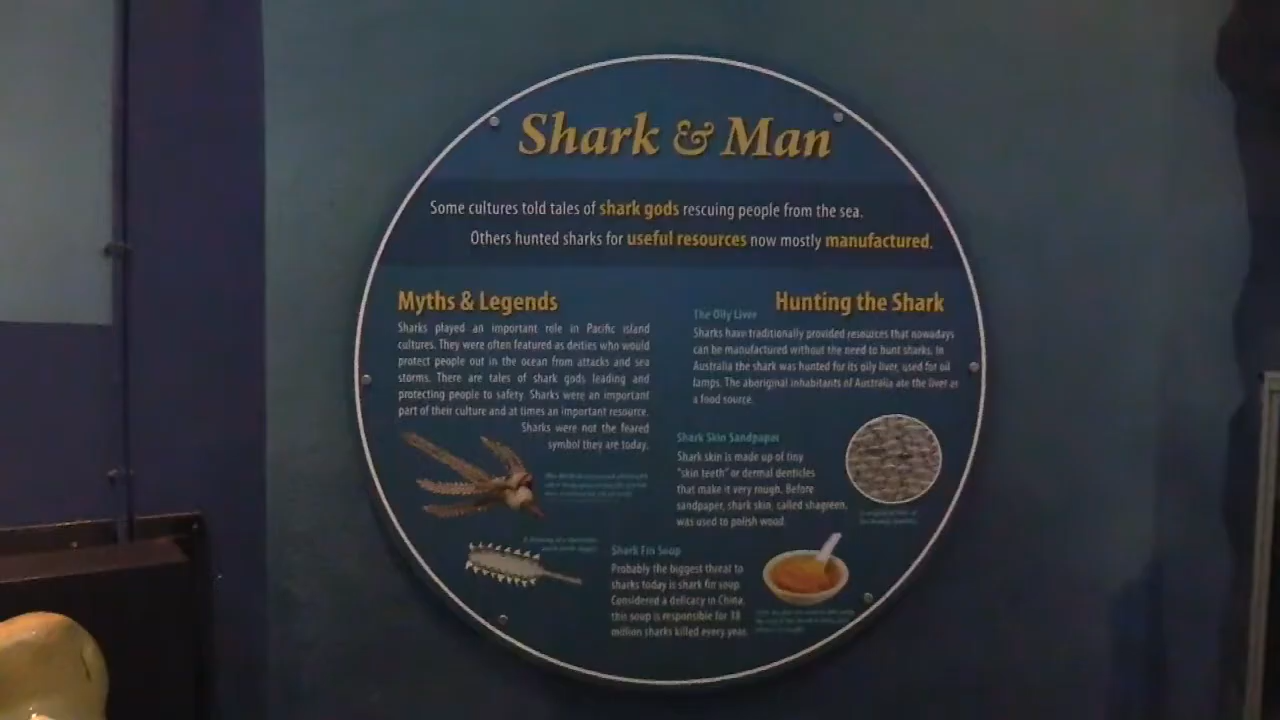 Shark & Man
Some cultures told tales of shark gods rescuing people from the sea.
Others hunted sharks for useful resources now mostly manufactured.
Myths & Legends
Sharks played an important role in Pacific island
cultures. They were often featured as deities who would
protect people out in the ocean from attacks and sea
storms. There are tales of shark gods leading and
protecting people to safety. Sharks were an important
part of their culture and at times an important resource.
Sharks were not the feared
symbol they are today.
Hunting the Shark
The Oily Liver
Sharks have traditionally provided resources that nowadays
can be manufactured without the need to hunt sharks. In
Australia the shark was hunted for its oily liver, used for oil
lamps. The aboriginal inhabitants of Australia ate the liver as
a food source.
Shark Skin Sandpaper
Shark skin is made up of tiny
"skin teeth" or dermal denticles
that make it very rough. Before
sandpaper, shark skin, called shagreen,
was used to polish wood.
Shark Fin Soup
Probably the biggest threat to
sharks today is shark fin soup.
Considered a delicacy in China,
this soup is responsible for 38
million sharks killed every year.